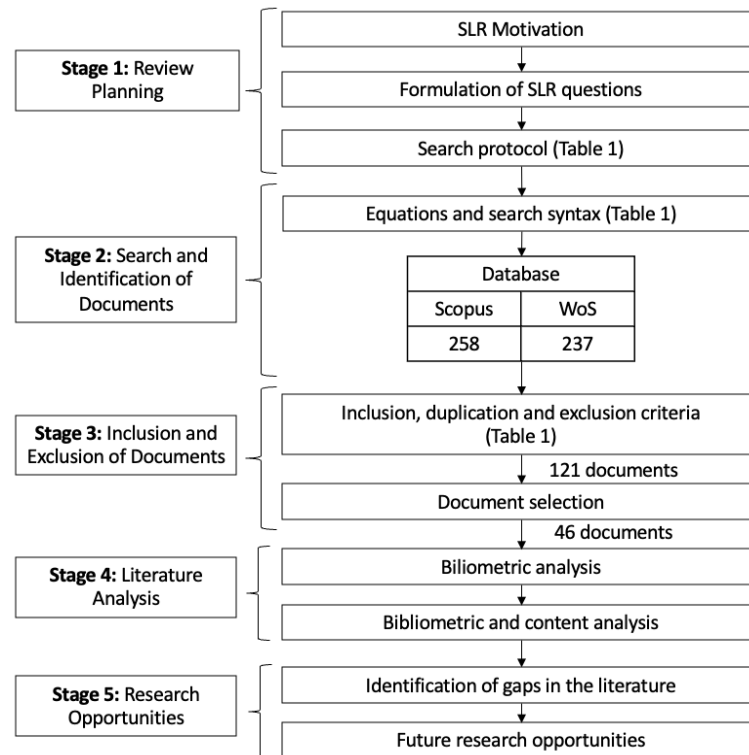 SLR Motivation
Stage 1: Review
Planning
Formulation of SLR questions
Search protocol (Table 1)
Equations and search syntax (Table 1)
Stage 2: Search and
Identification of
Documents
Database
Scopus WoS
258 237
Stage 3: Inclusion and
Exclusion of Documents
Inclusion, duplication and exclusion criteria
(Table 1)
121 documents
Document selection
46 documents
Stage 4: Literature
Analysis
Biliometric analysis
Bibliometric and content analysis
Stage 5: Research
Opportunities
Identification of gaps in the literature
Future research opportunities